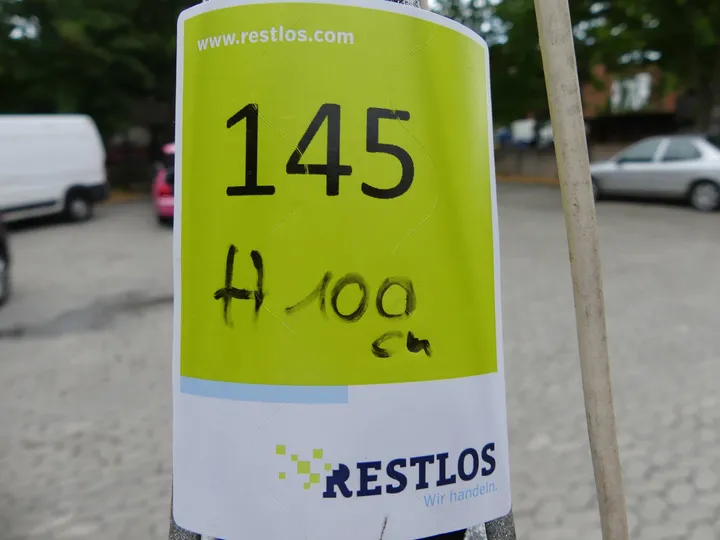 www.restlos.com
145
H 100
cm
RESTLOS
Wir handeln.